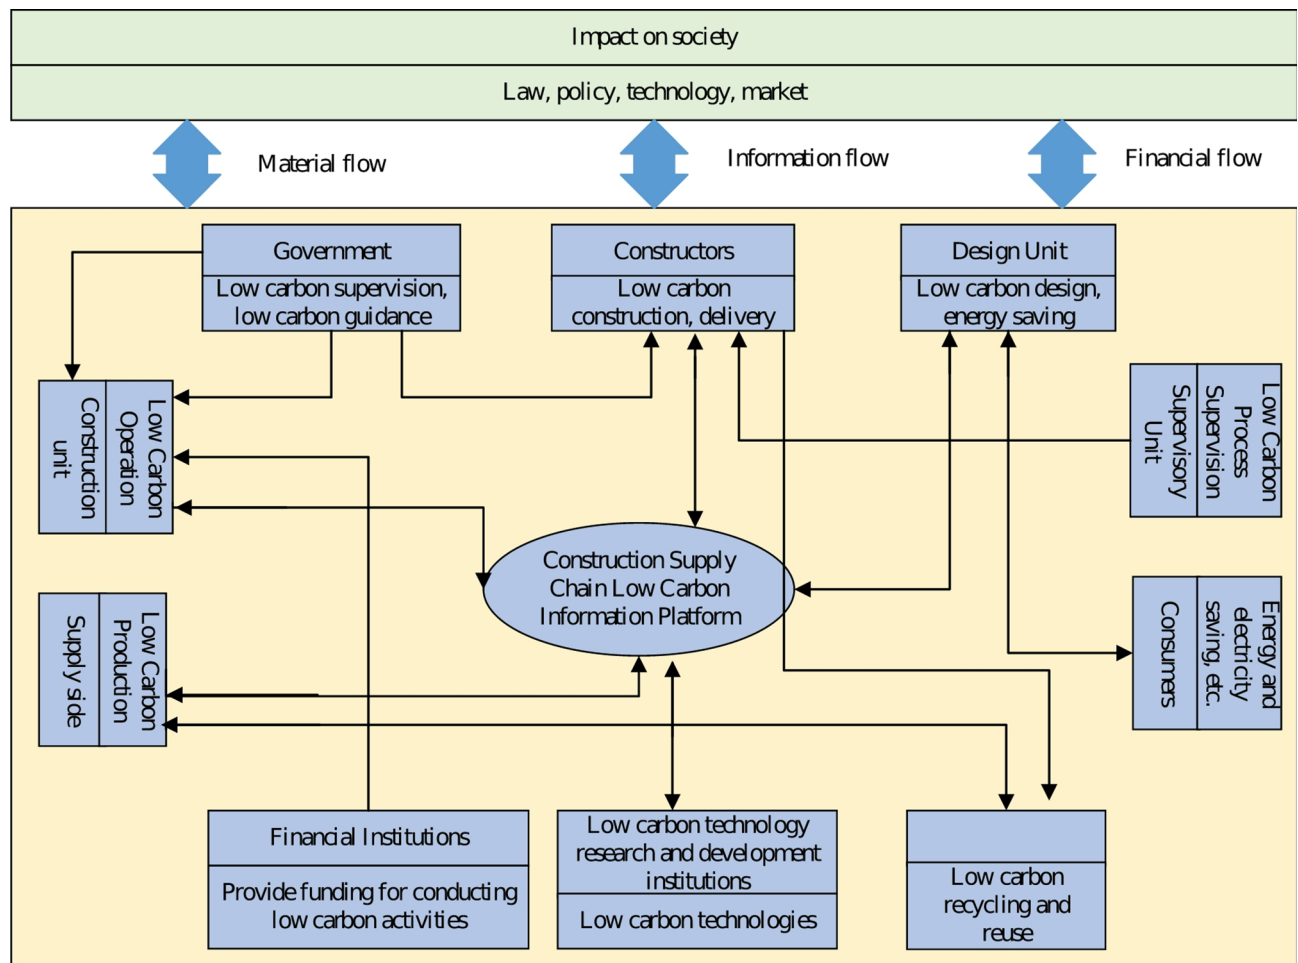 Impact on society
Law, policy, technology, market
Material flow
Information flow
Financial flow
Government
Low carbon supervision,
low carbon guidance
Constructors
Low carbon
construction, delivery
Design Unit
Low carbon design,
energy saving
Low Carbon
Operation
Construction
unit
Low Carbon
Process
Supervision
Supervisory
Unit
Construction Supply
Chain Low Carbon
Information Platform
Low Carbon
Production
Supply side
Energy and
electricity
saving, etc.
Consumers
Financial Institutions
Provide funding for conducting
low carbon activities
Low carbon technology
research and development
institutions
Low carbon technologies
Low carbon
recycling and
reuse